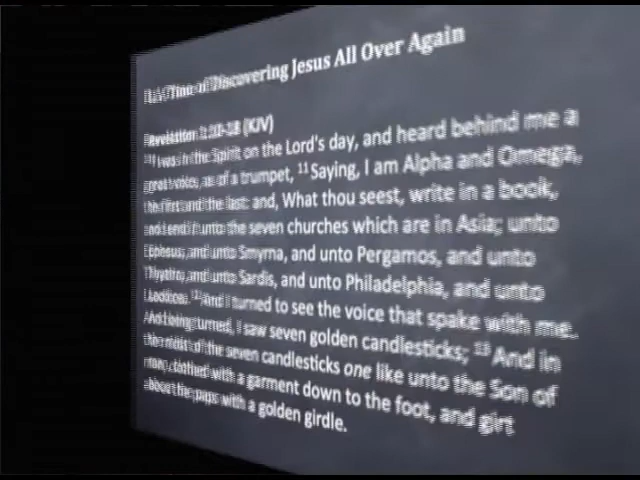 It's Time of Discovering Jesus All Over Again
Revelation 1:10-13 (KJV)
10 I was in the Spirit on the Lord's day, and heard behind me a
great voice, as of a trumpet, 11 Saying, I am Alpha and Omega,
the first and the last: and, What thou seest, write in a book,
and send it unto the seven churches which are in Asia; unto
Ephesus, and unto Smyrna, and unto Pergamos, and unto
Thyatira, and unto Sardis, and unto Philadelphia, and unto
Laodicea. 12 And I turned to see the voice that spake with me.
And being turned, I saw seven golden candlesticks; 13 And in
the midst of the seven candlesticks one like unto the Son of
man, clothed with a garment down to the foot, and girt
about the paps with a golden girdle.